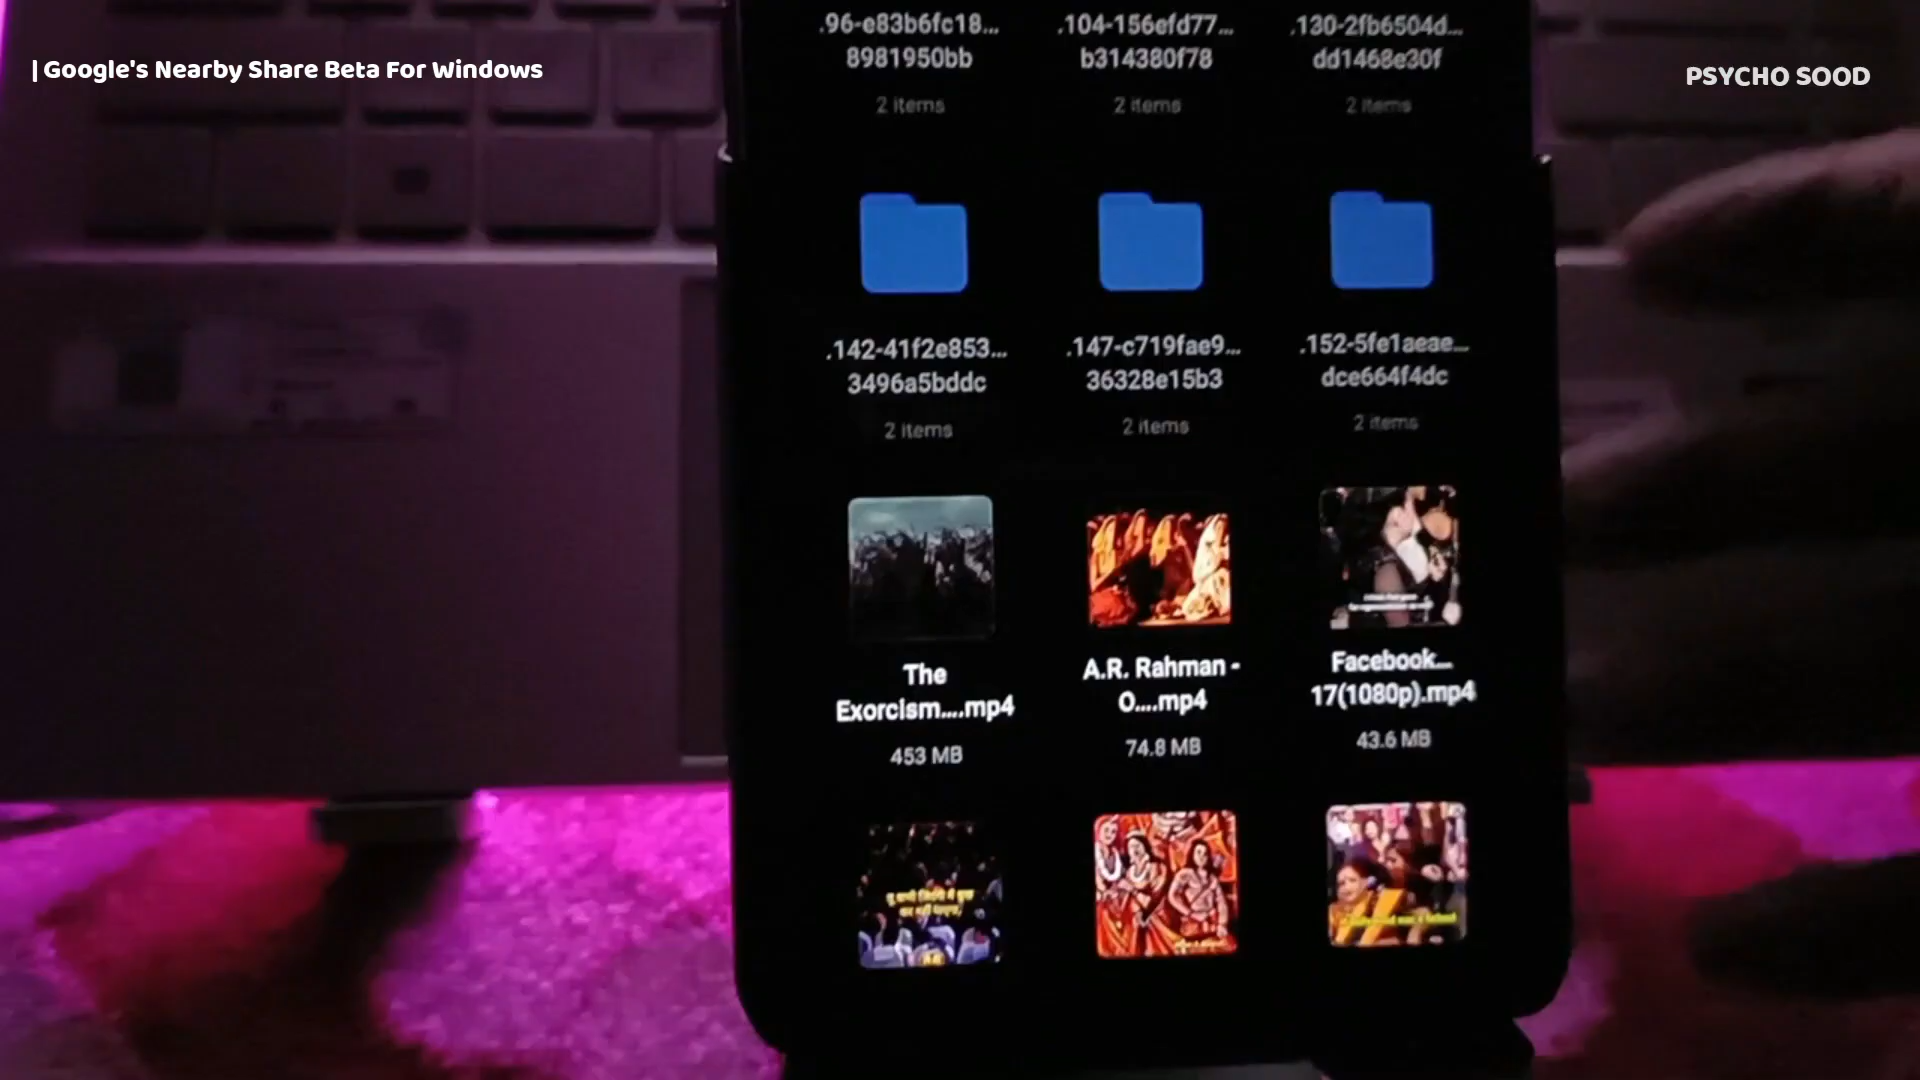 | Google's Nearby Share Beta For Windows
PSYCHO SOOD
.96-e83b6fc18... .104-156efd77... .130-2fb6504d...
8981950bb b314380f78 dd1468e30f
2 items 2 items 2 items
.142-41f2e853... .147-c719fae9... .152-5fe1aeae...
3496a5bddc 36328e15b3 dce664f4dc
2 items 2 items 2 items
The A.R. Rahman - Facebook...
Exorcism....mp4 O....mp4 17(1080p).mp4
453 MB 74.8 MB 43.6 MB